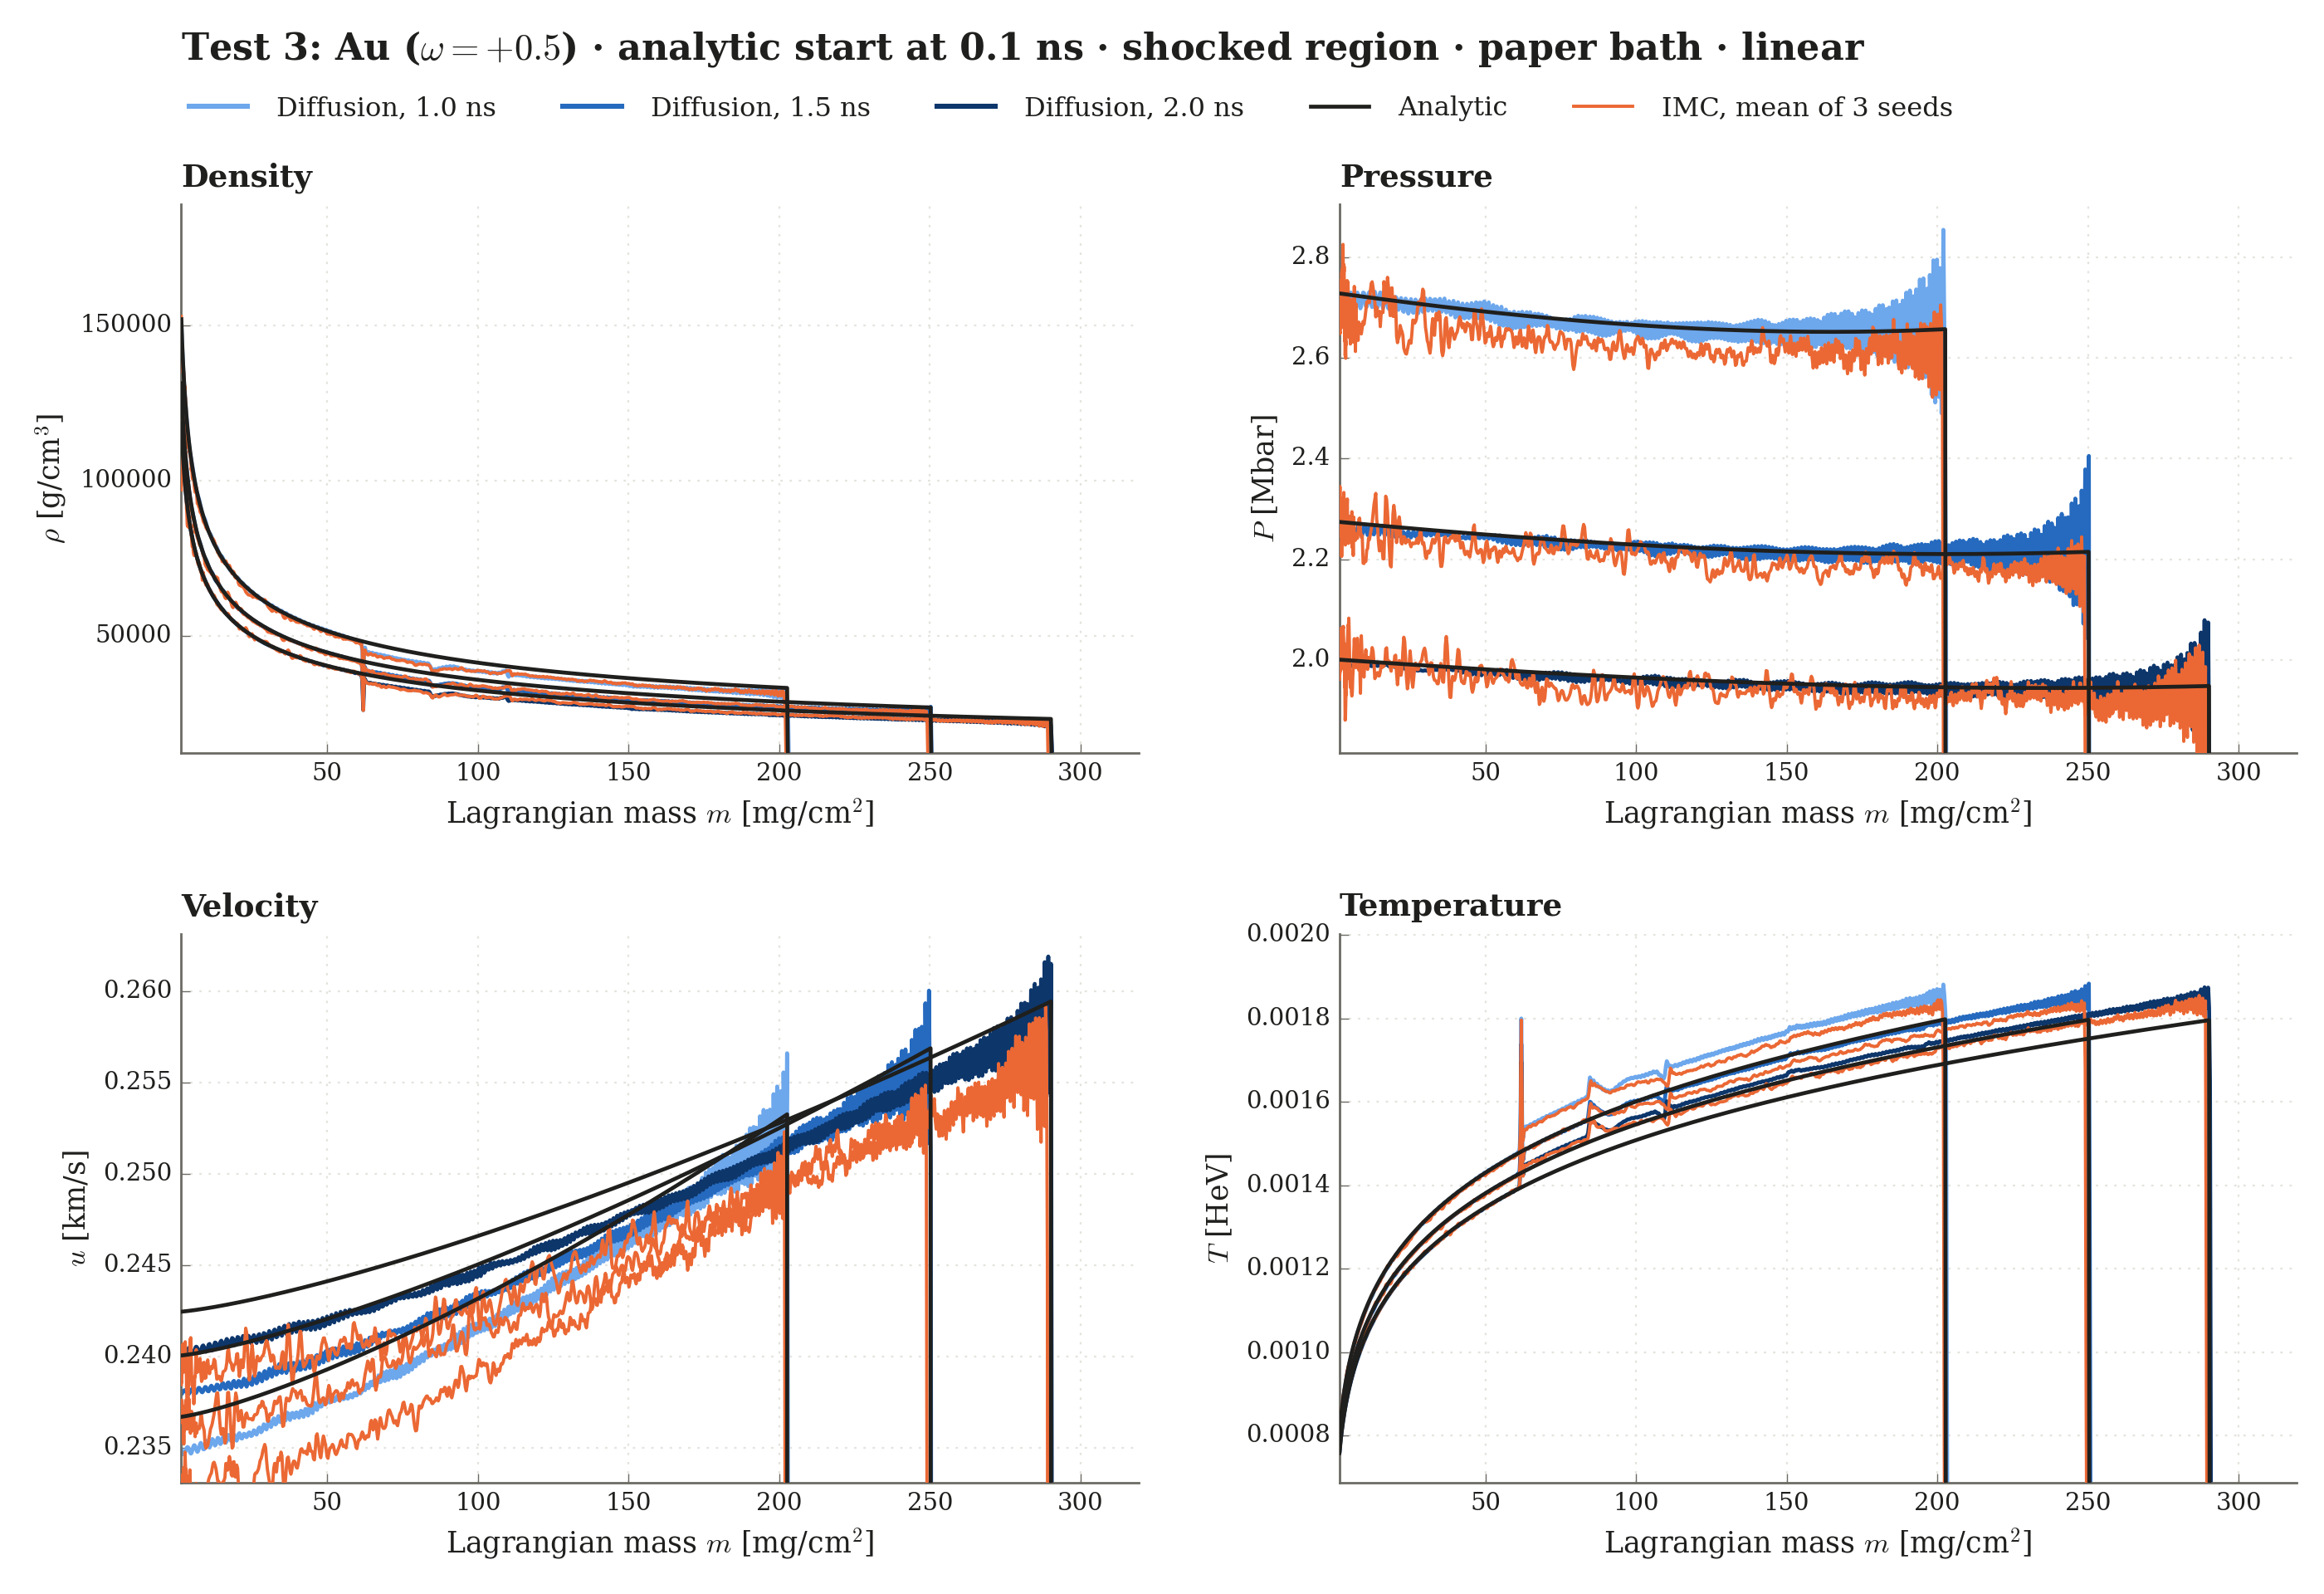 Test 3: Au (ω = +0.5) · analytic start at 0.1 ns · shocked region · paper bath · linear
Diffusion, 1.0 ns
Diffusion, 1.5 ns
Diffusion, 2.0 ns
Analytic
IMC, mean of 3 seeds
Density
150000
100000
50000
ρ [g/cm³]
50 100 150 200 250 300
Lagrangian mass m [mg/cm²]
Pressure
2.8
2.6
2.4
2.2
2.0
P [Mbar]
50 100 150 200 250 300
Lagrangian mass m [mg/cm²]
Velocity
0.260
0.255
0.250
0.245
0.240
0.235
u [km/s]
50 100 150 200 250 300
Lagrangian mass m [mg/cm²]
Temperature
0.0020
0.0018
0.0016
0.0014
0.0012
0.0010
0.0008
T [HeV]
50 100 150 200 250 300
Lagrangian mass m [mg/cm²]